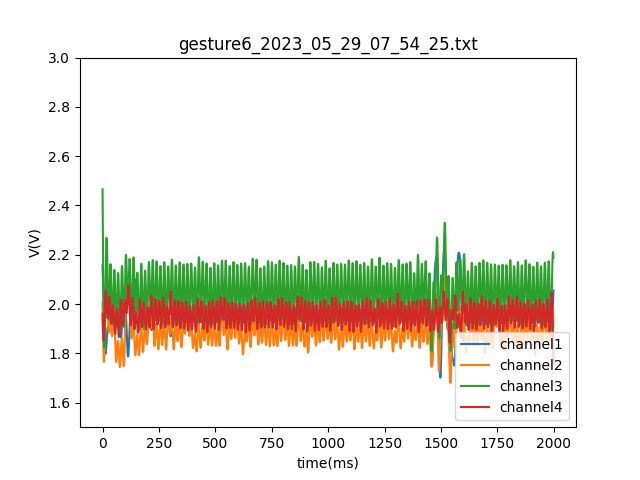 gesture6_2023_05_29_07_54_25.txt
3.0
2.8
2.6
2.4
2.2
2.0
1.8
1.6
V(V)
channel1
channel2
channel3
channel4
0 250 500 750 1000 1250 1500 1750 2000
time(ms)